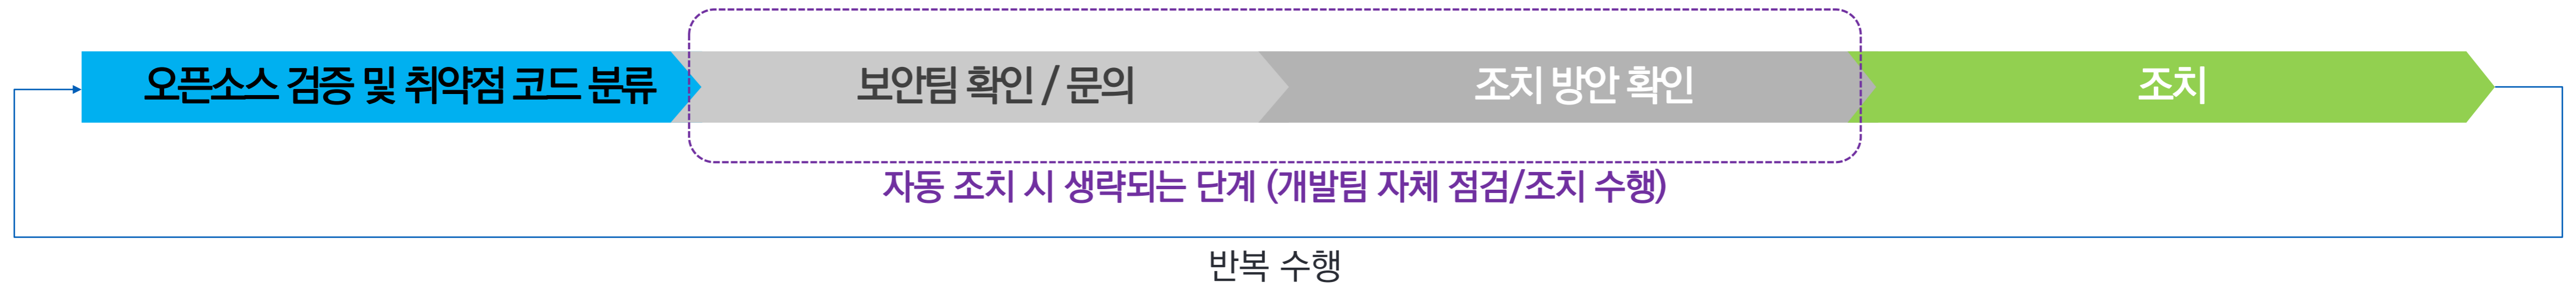 오픈소스 검증 및 취약점 코드 분류
보안팀 확인 / 문의
조치 방안 확인
조치
자동 조치 시 생략되는 단계 (개발팀 자체 점검/조치 수행)
반복 수행